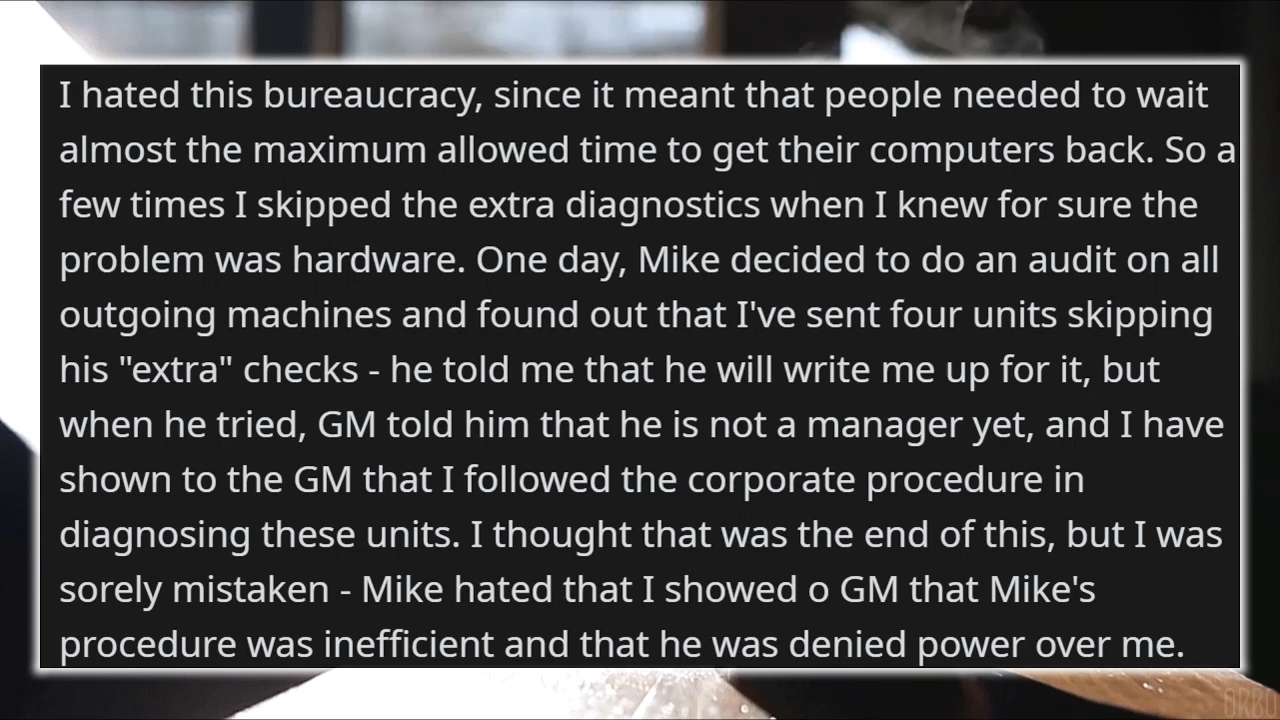 I hated this bureaucracy, since it meant that people needed to wait
almost the maximum allowed time to get their computers back. So a
few times I skipped the extra diagnostics when I knew for sure the
problem was hardware. One day, Mike decided to do an audit on all
outgoing machines and found out that I've sent four units skipping
his "extra" checks - he told me that he will write me up for it, but
when he tried, GM told him that he is not a manager yet, and I have
shown to the GM that I followed the corporate procedure in
diagnosing these units. I thought that was the end of this, but I was
sorely mistaken - Mike hated that I showed o GM that Mike's
procedure was inefficient and that he was denied power over me.